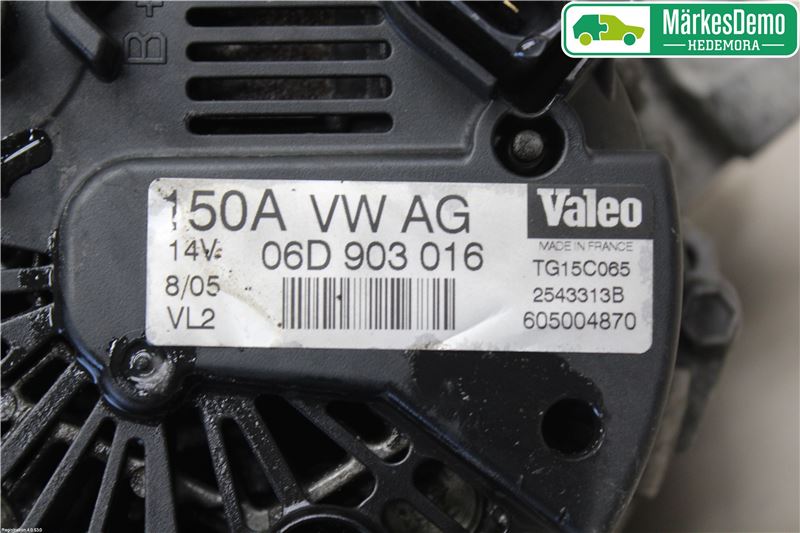 B+
MärkesDemo
HEDEMORA
150A VW AG
14V 06D 903 016
8/05
VL2
Valeo
MADE IN FRANCE
TG15C065
2543313B
605004870